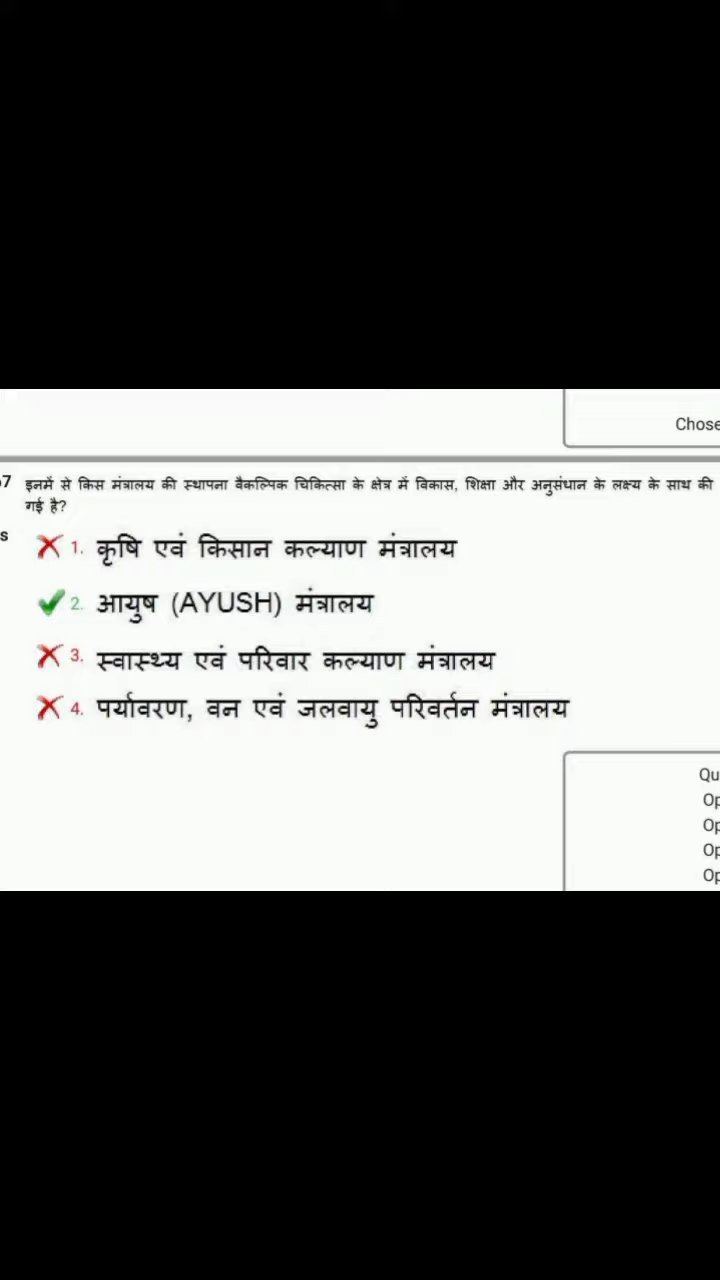 Chose
7 इनमें से किस मंत्रालय की स्थापना वैकल्पिक चिकित्सा के क्षेत्र में विकास, शिक्षा और अनुसंधान के लक्ष्य के साथ की
गई है?
s
1. कृषि एवं किसान कल्याण मंत्रालय
2. आयुष (AYUSH) मंत्रालय
3. स्वास्थ्य एवं परिवार कल्याण मंत्रालय
4. पर्यावरण, वन एवं जलवायु परिवर्तन मंत्रालय
Qu
Op
Op
Op
Op